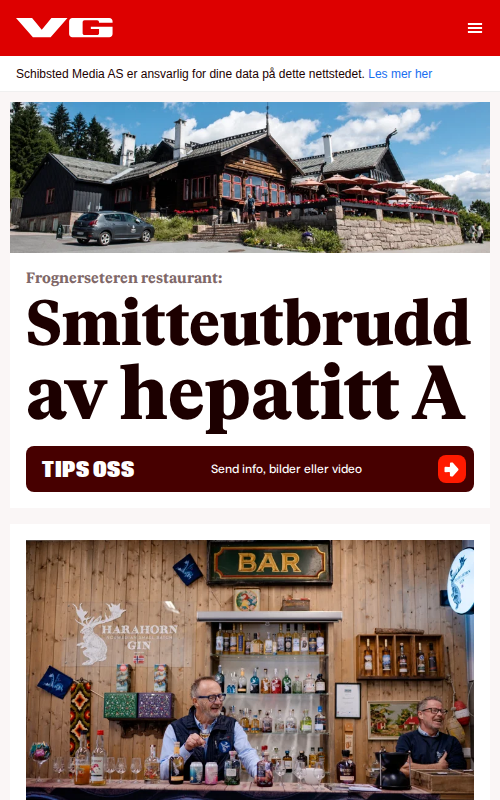 VG
Schibsted Media AS er ansvarlig for dine data på dette nettstedet. Les mer her
Frognerseteren restaurant:
Smitteutbrudd
av hepatitt A
TIPS OSS
Send info, bilder eller video
BAR
HARAHORN
GIN